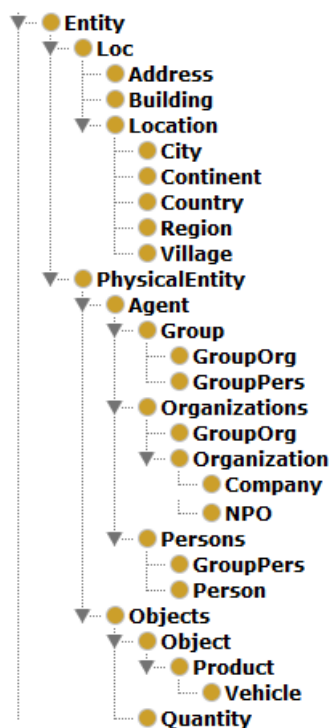 Entity
Loc
Address
Building
Location
City
Continent
Country
Region
Village
PhysicalEntity
Agent
Group
GroupOrg
GroupPers
Organizations
GroupOrg
Organization
Company
NPO
Persons
GroupPers
Person
Objects
Object
Product
Vehicle
Quantity